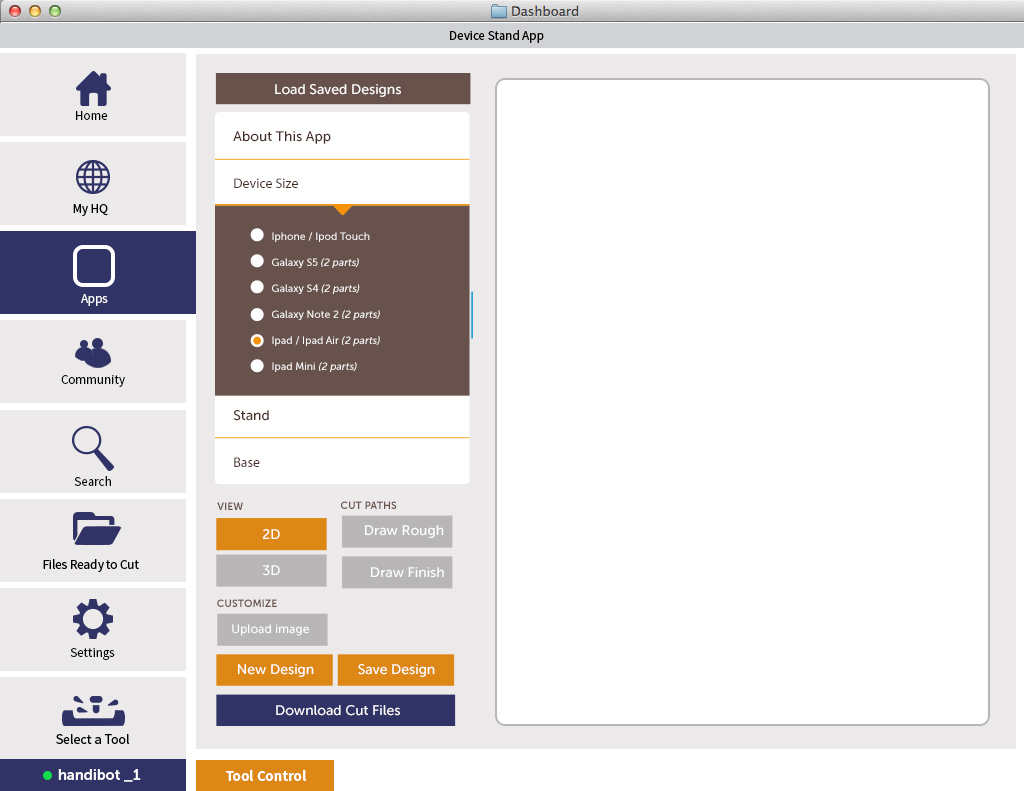 Dashboard
Device Stand App
Home
My HQ
Apps
Community
Search
Files Ready to Cut
Settings
Select a Tool
handibot _1
Load Saved Designs
About This App
Device Size
Iphone / Ipod Touch
Galaxy S5 (2 parts)
Galaxy S4 (2 parts)
Galaxy Note 2 (2 parts)
Ipad / Ipad Air (2 parts)
Ipad Mini (2 parts)
Stand
Base
VIEW
2D
3D
CUT PATHS
Draw Rough
Draw Finish
CUSTOMIZE
Upload image
New Design
Save Design
Download Cut Files
Tool Control